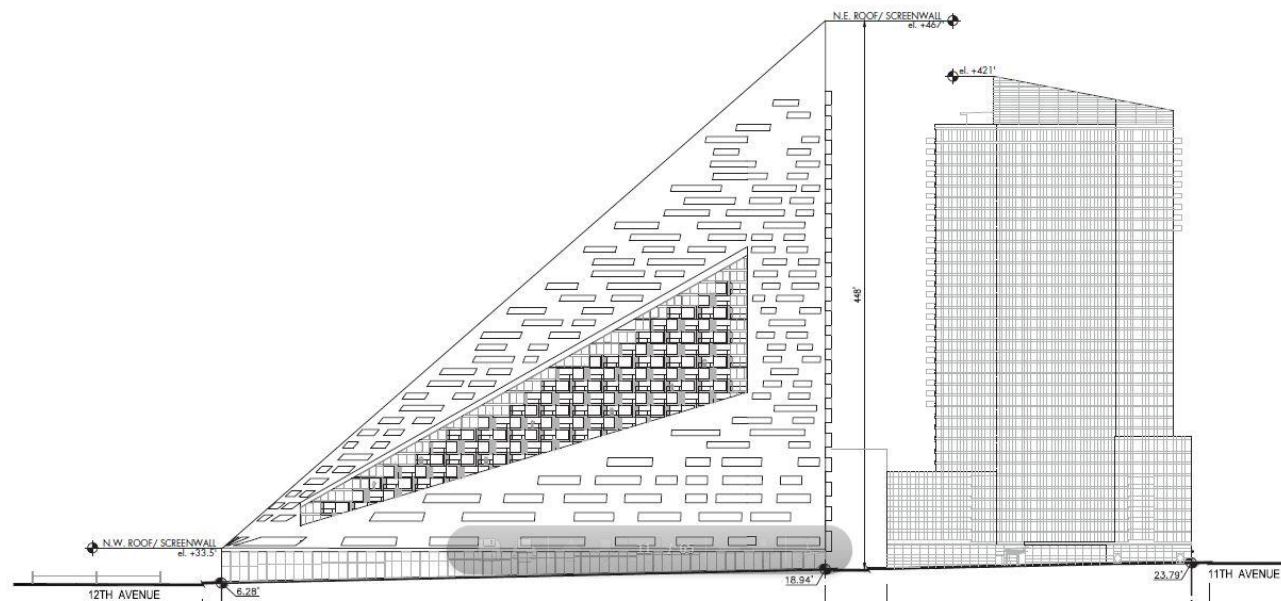 N.E. ROOF/ SCREENWALL
el. +467'
el. +421'
448'
N.W. ROOF/ SCREENWALL
el. +33.5'
12TH AVENUE
6.28'
18.94'
23.79'
11TH AVENUE